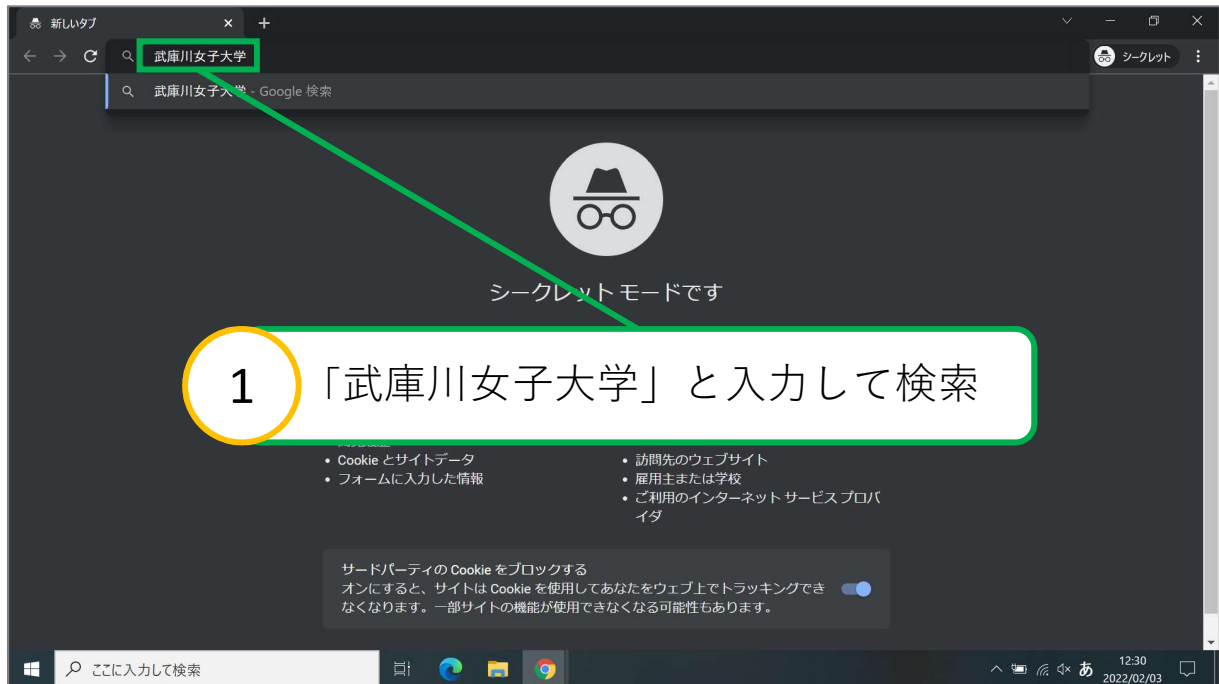 新しいタブ
武庫川女子大学
シークレット
武庫川女子大学 - Google 検索
シークレット モードです
1
「武庫川女子大学」と入力して検索
• Cookie とサイトデータ
• フォームに入力した情報
• 訪問先のウェブサイト
• 雇用主または学校
• ご利用のインターネット サービス プロバ
イダ
サードパーティの Cookie をブロックする
オンにすると、サイトは Cookie を使用してあなたをウェブ上でトラッキングでき
なくなります。一部サイトの機能が使用できなくなる可能性もあります。
ここに入力して検索
あ
12:30
2022/02/03